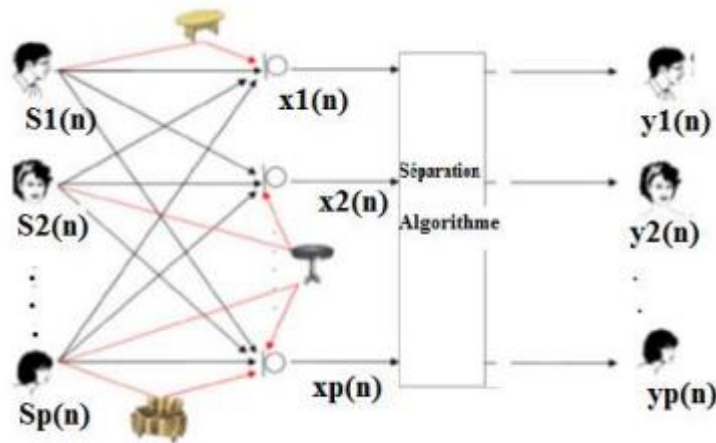 S1(n)
x1(n)
y1(n)
S2(n)
x2(n)
Séparation
Algorithme
y2(n)
Sp(n)
xp(n)
yp(n)